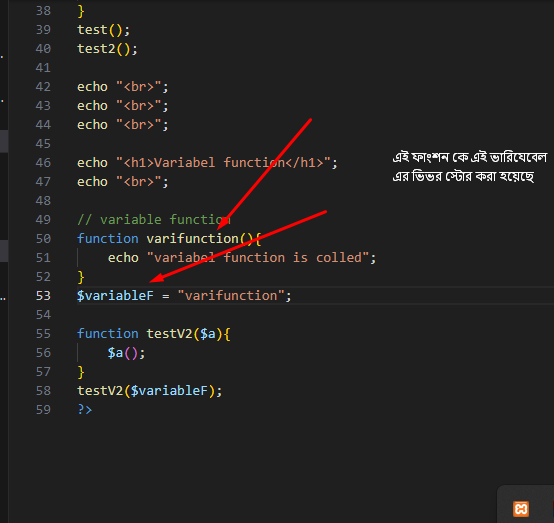 38 }
39 test();
40 test2();
41
42 echo "<br>";
43 echo "<br>";
44 echo "<br>";
45
46 echo "<h1>Variabel function</h1>";
47 echo "<br>";
48
49 // variable function
50 function varifunction(){
51 echo "variabel function is colled";
52 }
53 $variableF = "varifunction";
54
55 function testV2($a){
56 $a();
57 }
58 testV2($variableF);
59 ?>
এই ফাংশন কে এই ভারিযেবেল
এর ভিভর স্টোর করা হয়েছে